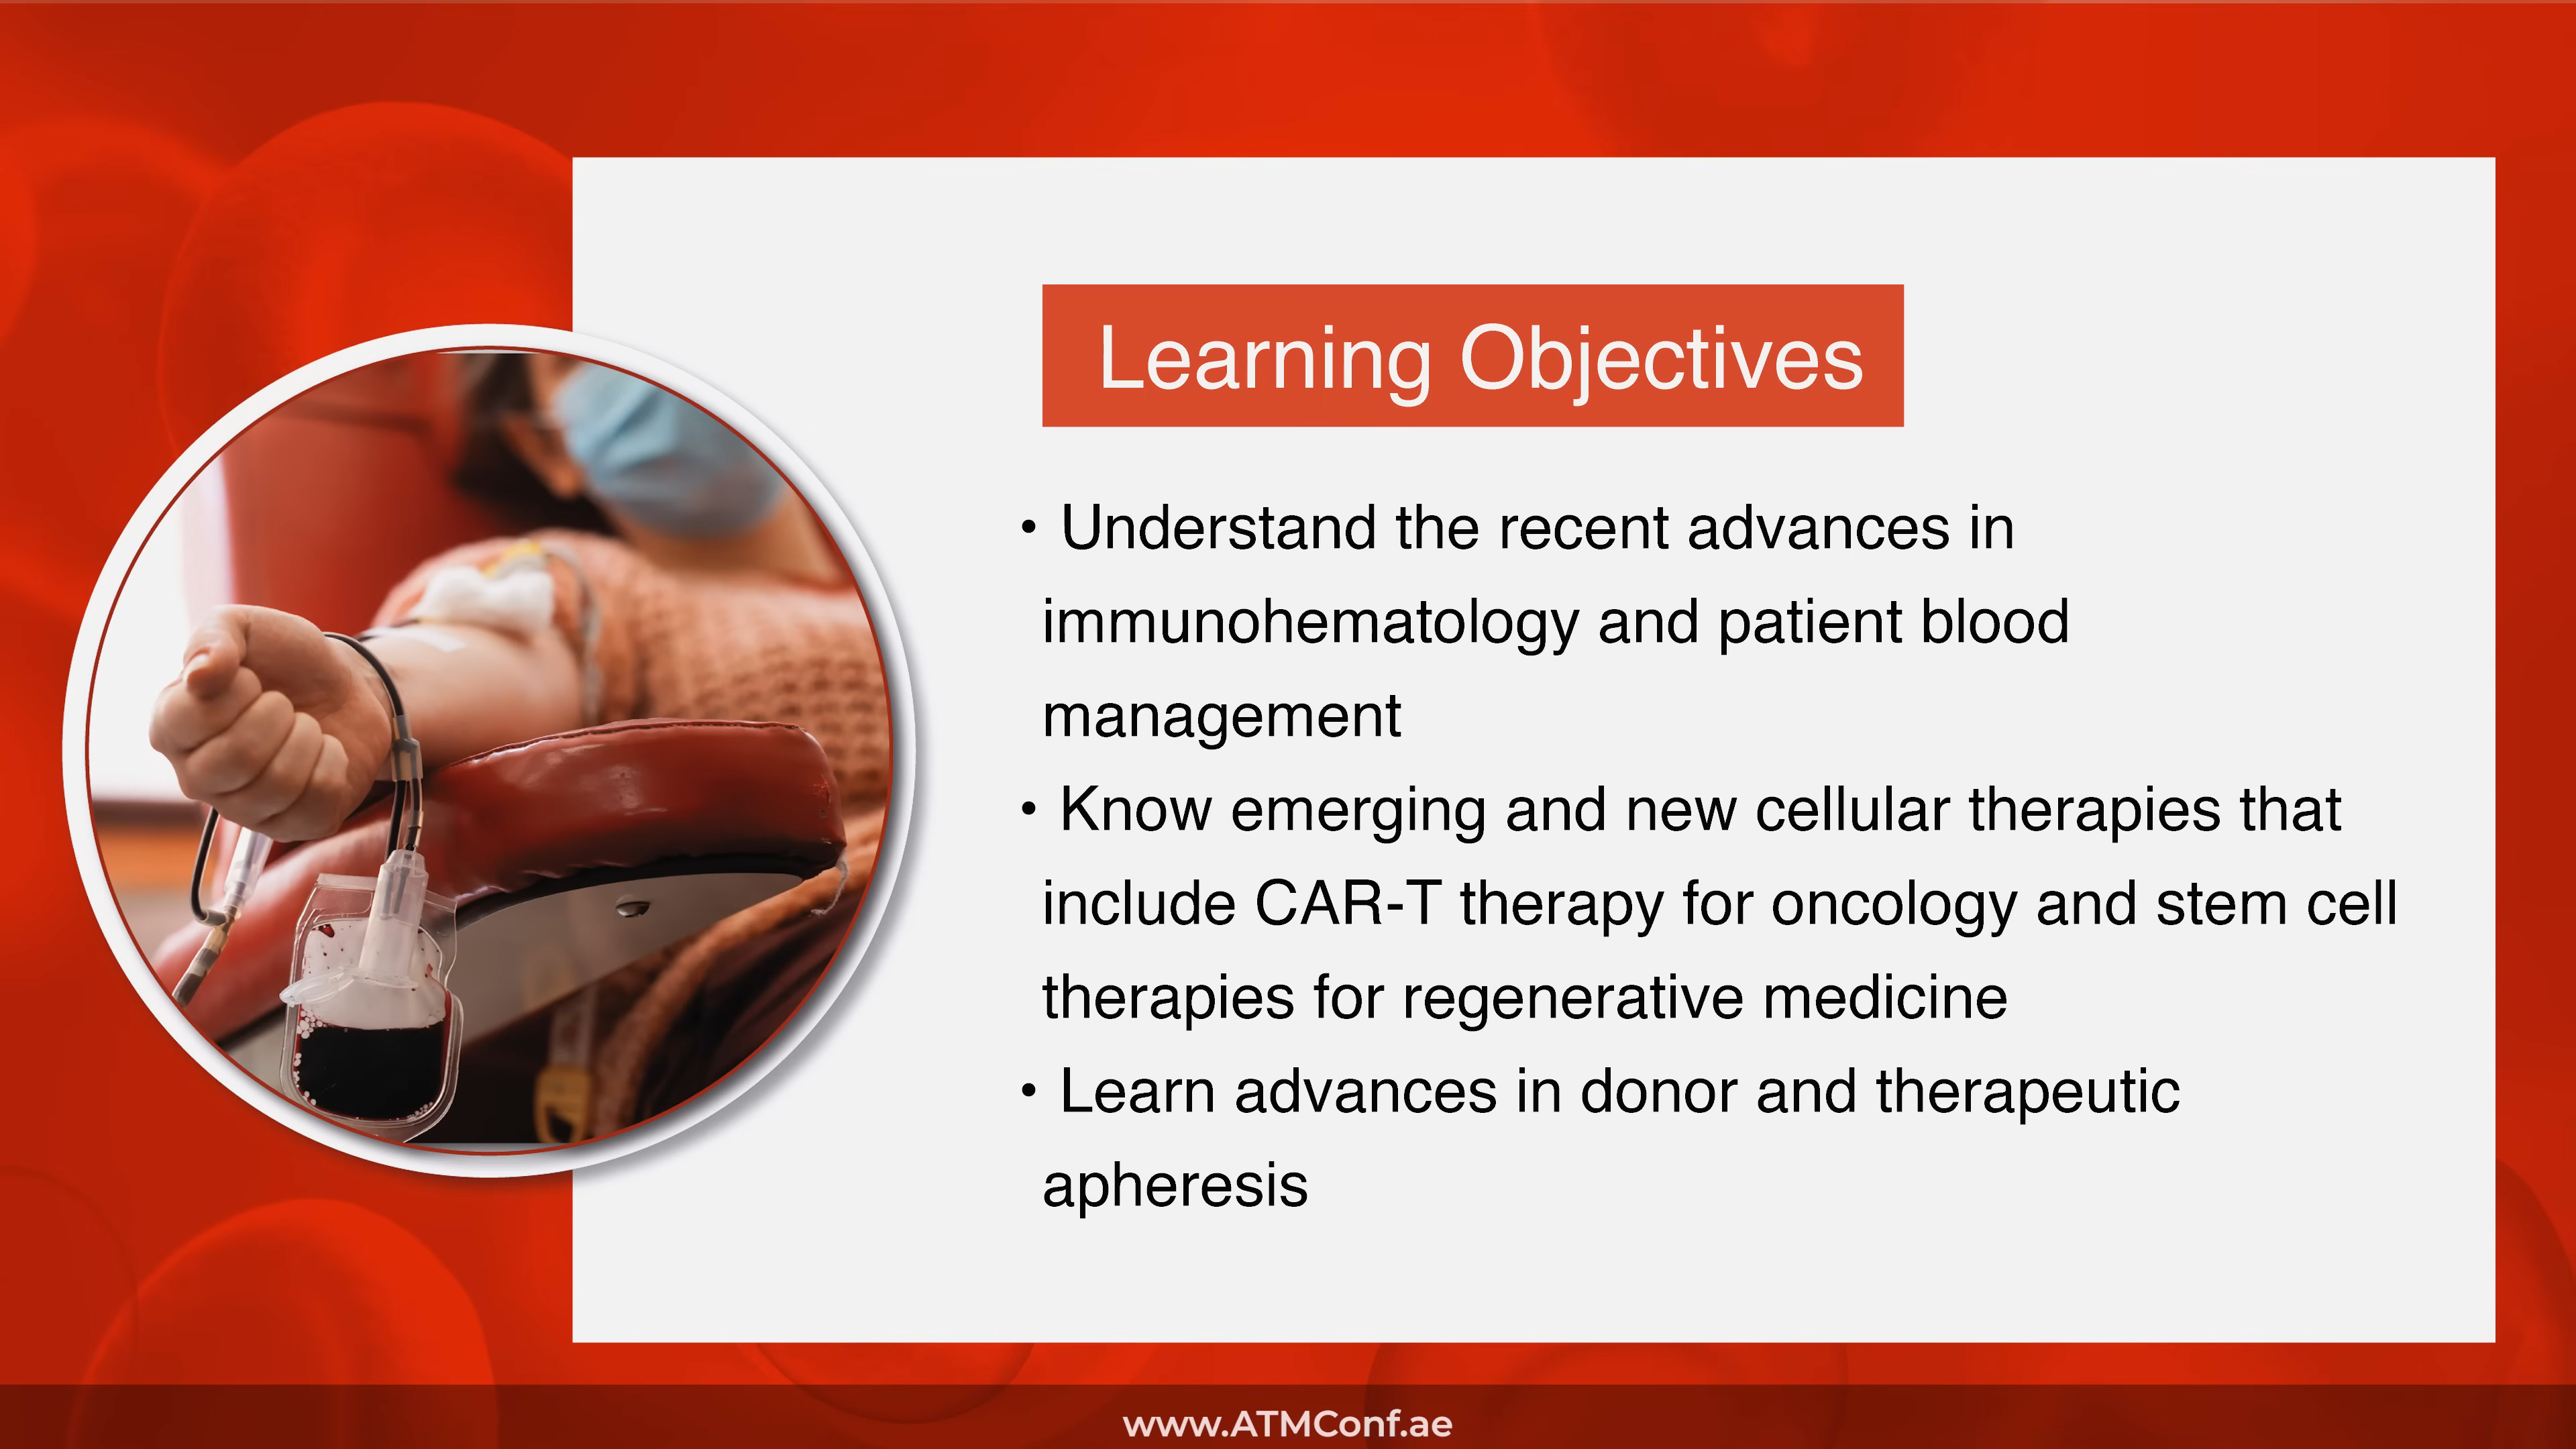 Learning Objectives
• Understand the recent advances in
immunohematology and patient blood
management
• Know emerging and new cellular therapies that
include CAR-T therapy for oncology and stem cell
therapies for regenerative medicine
• Learn advances in donor and therapeutic
apheresis
www.ATMConf.ae